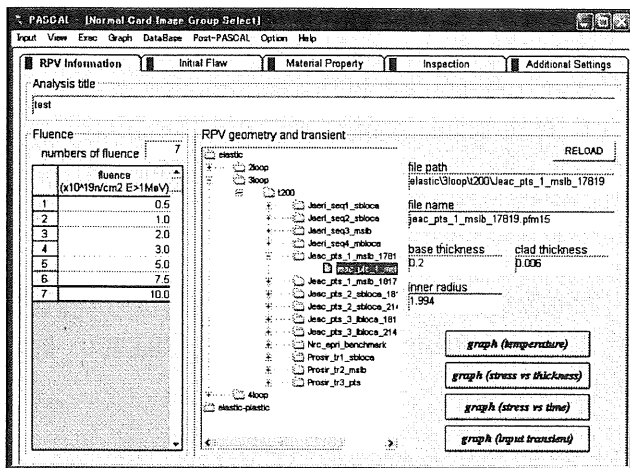 PASCAL - [Normal Card Image Group Select]
Input View Exec Graph DataBase Post-PASCAL Option Help
RPV Information Initial Flaw Material Property Inspection Additional Settings
Analysis title
test
Fluence
numbers of fluence 7
fluence
(x10^19n/cm2 E>1MeV)
1 0.5
2 1.0
3 2.0
4 3.0
5 5.0
6 7.5
7 10.0
RPV geometry and transient
elastic
2loop
3loop
t200
Jaeri_seq1_sbloca
Jaeri_seq2_sbloca
Jaeri_seq3_mslb
Jaeri_seq4_mbloca
Jeac_pts_1_mslb_1781
jeac_pts_1_msl
Jeac_pts_1_mslb_1817
Jeac_pts_2_sbloca_18
Jeac_pts_2_sbloca_214
Jeac_pts_3_lbloca_181
Jeac_pts_3_lbloca_214
Nrc_epri_benchmark
Prosir_tr1_sbloca
Prosir_tr2_mslb
Prosir_tr3_pts
4loop
elastic-plastic
RELOAD
file path
elastic\3loop\t200\Jeac_pts_1_mslb_17819
file name
jeac_pts_1_mslb_17819.pfm15
base thickness clad thickness
0.2 0.006
inner radius
1.994
graph (temperature)
graph (stress vs thickness)
graph (stress vs time)
graph (input transient)